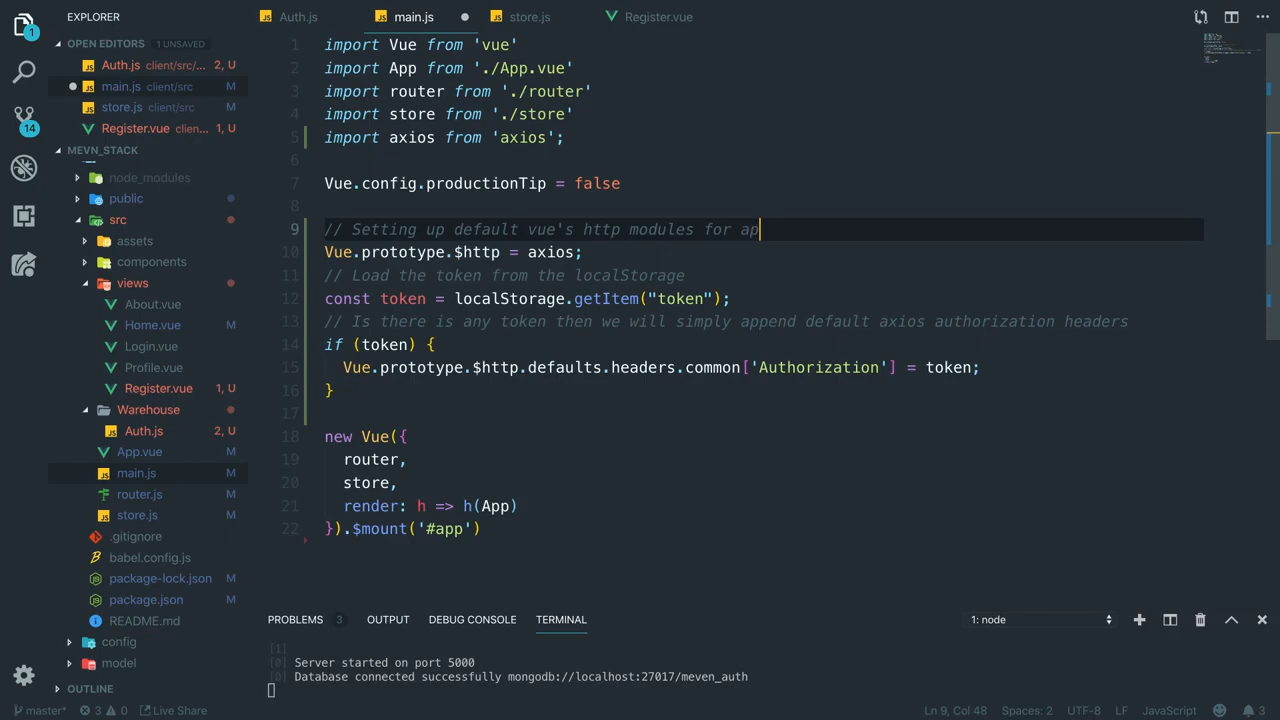 EXPLORER
OPEN EDITORS 1 UNSAVED
Auth.js client/src/... 2, U
main.js client/src M
store.js client/src M
Register.vue clien... 1, U
MEVN_STACK
node_modules
public
src
assets
components
views
About.vue
Home.vue M
Login.vue
Profile.vue
Register.vue 1, U
Warehouse
Auth.js 2, U
App.vue M
main.js M
router.js M
store.js M
.gitignore
babel.config.js
package-lock.json M
package.json M
README.md
config
model
OUTLINE
1
14
Auth.js main.js store.js Register.vue
1 import Vue from 'vue'
2 import App from './App.vue'
3 import router from './router'
4 import store from './store'
5 import axios from 'axios';
6
7 Vue.config.productionTip = false
8
9 // Setting up default vue's http modules for ap
10 Vue.prototype.$http = axios;
11 // Load the token from the localStorage
12 const token = localStorage.getItem("token");
13 // Is there is any token then we will simply append default axios authorization headers
14 if (token) {
15 Vue.prototype.$http.defaults.headers.common['Authorization'] = token;
16 }
17
18 new Vue({
19 router,
20 store,
21 render: h => h(App)
22 }).$mount('#app')
PROBLEMS 3 OUTPUT DEBUG CONSOLE TERMINAL 1: node
[1]
[0] Server started on port 5000
[0] Database connected successfully mongodb://localhost:27017/meven_auth
master* 3 0 Live Share Ln 9, Col 48 Spaces: 2 UTF-8 LF JavaScript 3